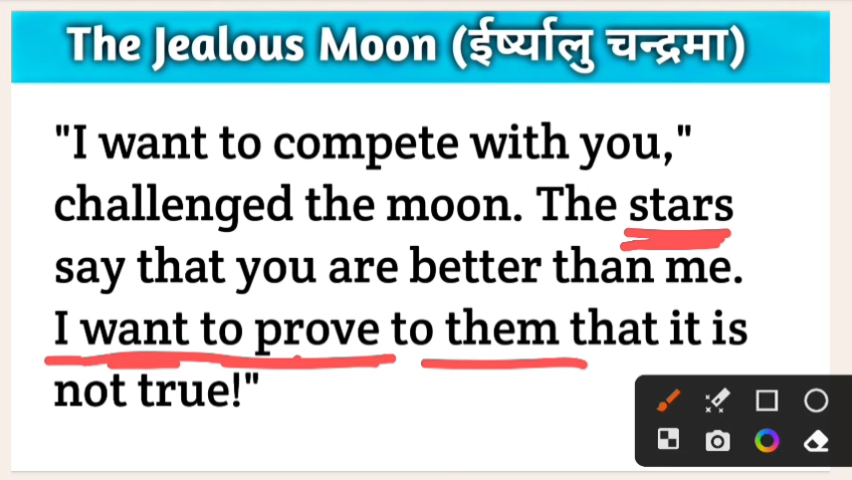 The Jealous Moon (ईर्ष्यालु चन्द्रमा)
"I want to compete with you,"
challenged the moon. The stars
say that you are better than me.
I want to prove to them that it is
not true!"